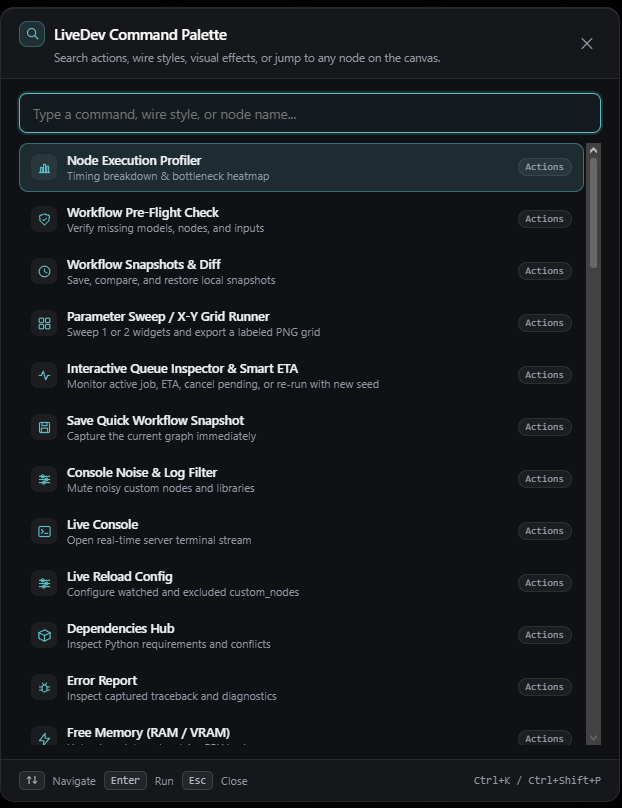 LiveDev Command Palette
Search actions, wire styles, visual effects, or jump to any node on the canvas.
Type a command, wire style, or node name...
Node Execution Profiler
Timing breakdown & bottleneck heatmap
Actions
Workflow Pre-Flight Check
Verify missing models, nodes, and inputs
Actions
Workflow Snapshots & Diff
Save, compare, and restore local snapshots
Actions
Parameter Sweep / X-Y Grid Runner
Sweep 1 or 2 widgets and export a labeled PNG grid
Actions
Interactive Queue Inspector & Smart ETA
Monitor active job, ETA, cancel pending, or re-run with new seed
Actions
Save Quick Workflow Snapshot
Capture the current graph immediately
Actions
Console Noise & Log Filter
Mute noisy custom nodes and libraries
Actions
Live Console
Open real-time server terminal stream
Actions
Live Reload Config
Configure watched and excluded custom_nodes
Actions
Dependencies Hub
Inspect Python requirements and conflicts
Actions
Error Report
Inspect captured traceback and diagnostics
Actions
Free Memory (RAM / VRAM)
Actions
↑↓ Navigate Enter Run Esc Close Ctrl+K / Ctrl+Shift+P